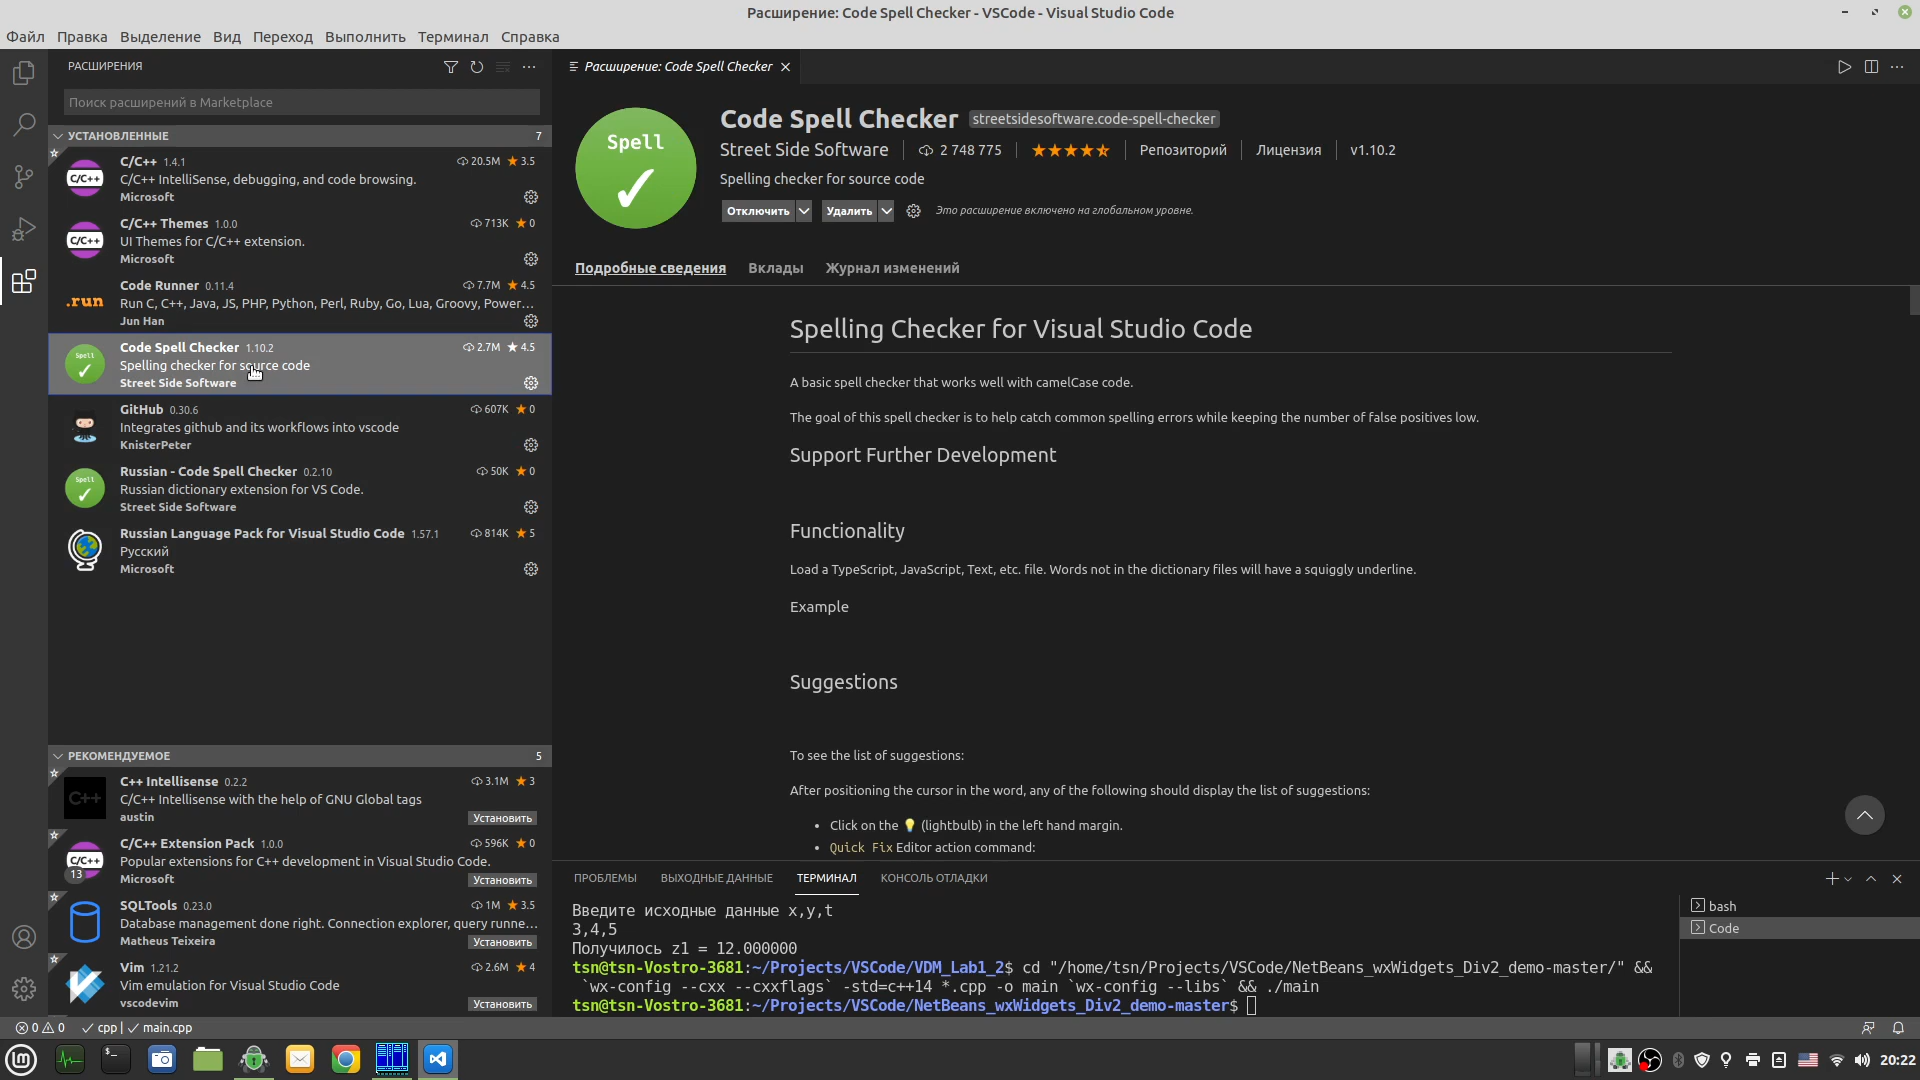 Расширение: Code Spell Checker - VSCode - Visual Studio Code
Файл Правка Выделение Вид Переход Выполнить Терминал Справка
РАСШИРЕНИЯ
Поиск расширений в Marketplace
УСТАНОВЛЕННЫЕ 7
C/C++
C/C++ 1.4.1 20.5M 3.5
C/C++ IntelliSense, debugging, and code browsing.
Microsoft
C/C++
C/C++ Themes 1.0.0 713K 0
UI Themes for C/C++ extension.
Microsoft
.run
Code Runner 0.11.4 7.7M 4.5
Run C, C++, Java, JS, PHP, Python, Perl, Ruby, Go, Lua, Groovy, Power...
Jun Han
Spell
Code Spell Checker 1.10.2 2.7M 4.5
Spelling checker for source code
Street Side Software
GitHub 0.30.6 607K 0
Integrates github and its workflows into vscode
KnisterPeter
Spell
Russian - Code Spell Checker 0.2.10 50K 0
Russian dictionary extension for VS Code.
Street Side Software
Russian Language Pack for Visual Studio Code 1.57.1 814K 5
Русский
Microsoft
РЕКОМЕНДУЕМОЕ 5
C++
C++ Intellisense 0.2.2 3.1M 3
C/C++ Intellisense with the help of GNU Global tags
austin Установить
C/C++
13
C/C++ Extension Pack 1.0.0 596K 0
Popular extensions for C++ development in Visual Studio Code.
Microsoft Установить
SQLTools 0.23.0 1M 3.5
Database management done right. Connection explorer, query runne...
Matheus Teixeira Установить
Vim 1.21.2 2.6M 4
Vim emulation for Visual Studio Code
vscodevim Установить
Расширение: Code Spell Checker
Spell
Code Spell Checker streetsidesoftware.code-spell-checker
Street Side Software 2 748 775 Репозиторий Лицензия v1.10.2
Spelling checker for source code
Отключить Удалить Это расширение включено на глобальном уровне.
Подробные сведения Вклады Журнал изменений
Spelling Checker for Visual Studio Code
A basic spell checker that works well with camelCase code.
The goal of this spell checker is to help catch common spelling errors while keeping the number of false positives low.
Support Further Development
Functionality
Load a TypeScript, JavaScript, Text, etc. file. Words not in the dictionary files will have a squiggly underline.
Example
Suggestions
To see the list of suggestions:
After positioning the cursor in the word, any of the following should display the list of suggestions:
• Click on the 💡 (lightbulb) in the left hand margin.
• Quick Fix Editor action command:
ПРОБЛЕМЫ ВЫХОДНЫЕ ДАННЫЕ ТЕРМИНАЛ КОНСОЛЬ ОТЛАДКИ
Введите исходные данные x,y,t
3,4,5
Получилось z1 = 12.000000
tsn@tsn-Vostro-3681:~/Projects/VSCode/VDM_Lab1_2$ cd "/home/tsn/Projects/VSCode/NetBeans_wxWidgets_Div2_demo-master/" &&
`wx-config --cxx --cxxflags` -std=c++14 *.cpp -o main `wx-config --libs` && ./main
tsn@tsn-Vostro-3681:~/Projects/VSCode/NetBeans_wxWidgets_Div2_demo-master$
bash
Code
0 0 ✓ cpp | ✓ main.cpp
20:22